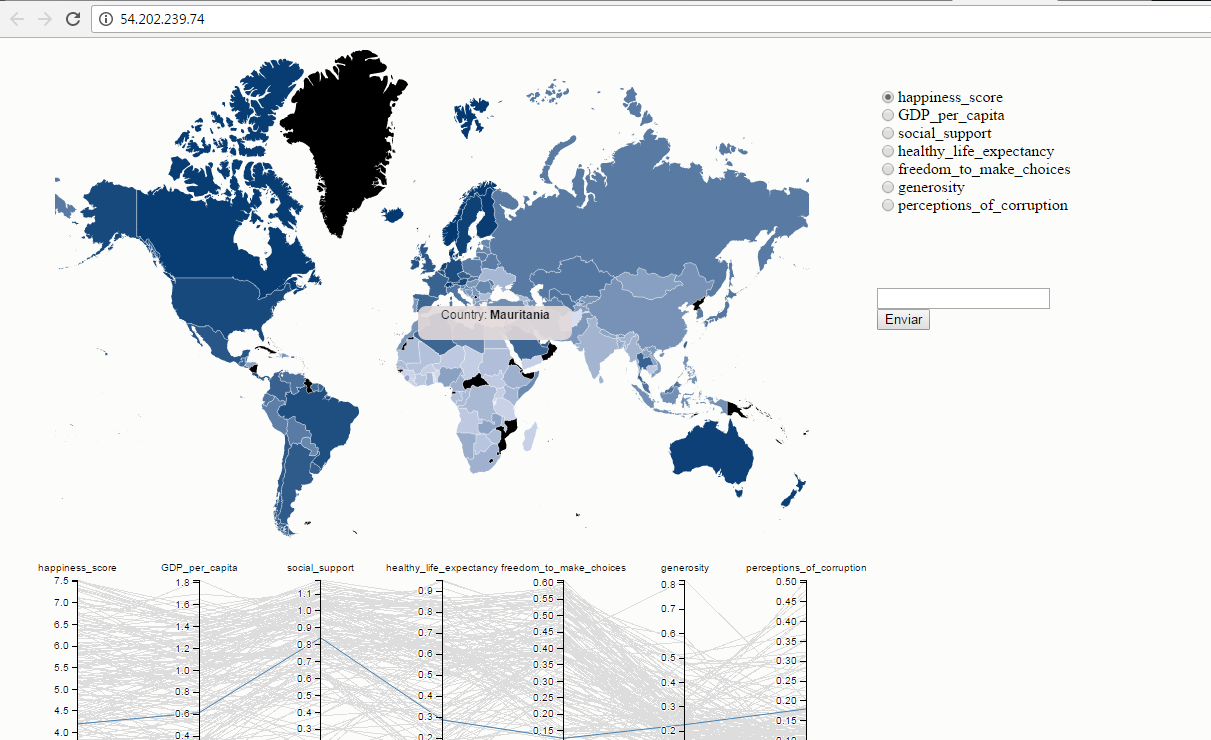 54.202.239.74
happiness_score
GDP_per_capita
social_support
healthy_life_expectancy
freedom_to_make_choices
generosity
perceptions_of_corruption
Enviar
Country: Mauritania
happiness_score GDP_per_capita social_support healthy_life_expectancy freedom_to_make_choices generosity perceptions_of_corruption
7.5 1.8 0.60 0.8 0.50
0.9 1.1
7.0 1.6 1.0 0.8 0.55 0.7 0.45
6.5 1.4 0.9 0.7 0.50 0.6 0.40
6.0 1.2 0.8 0.6 0.45 0.35
5.5 1.0 0.7 0.5 0.40 0.5 0.30
5.0 0.8 0.6 0.4 0.35 0.4 0.25
4.5 0.6 0.5 0.3 0.30 0.3 0.20
4.0 0.4 0.4 0.2 0.25 0.2 0.15
0.3 0.20 0.10
0.15